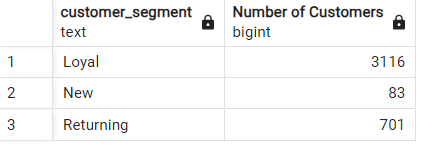 customer_segment Number of Customers
text bigint
1 Loyal 3116
2 New 83
3 Returning 701